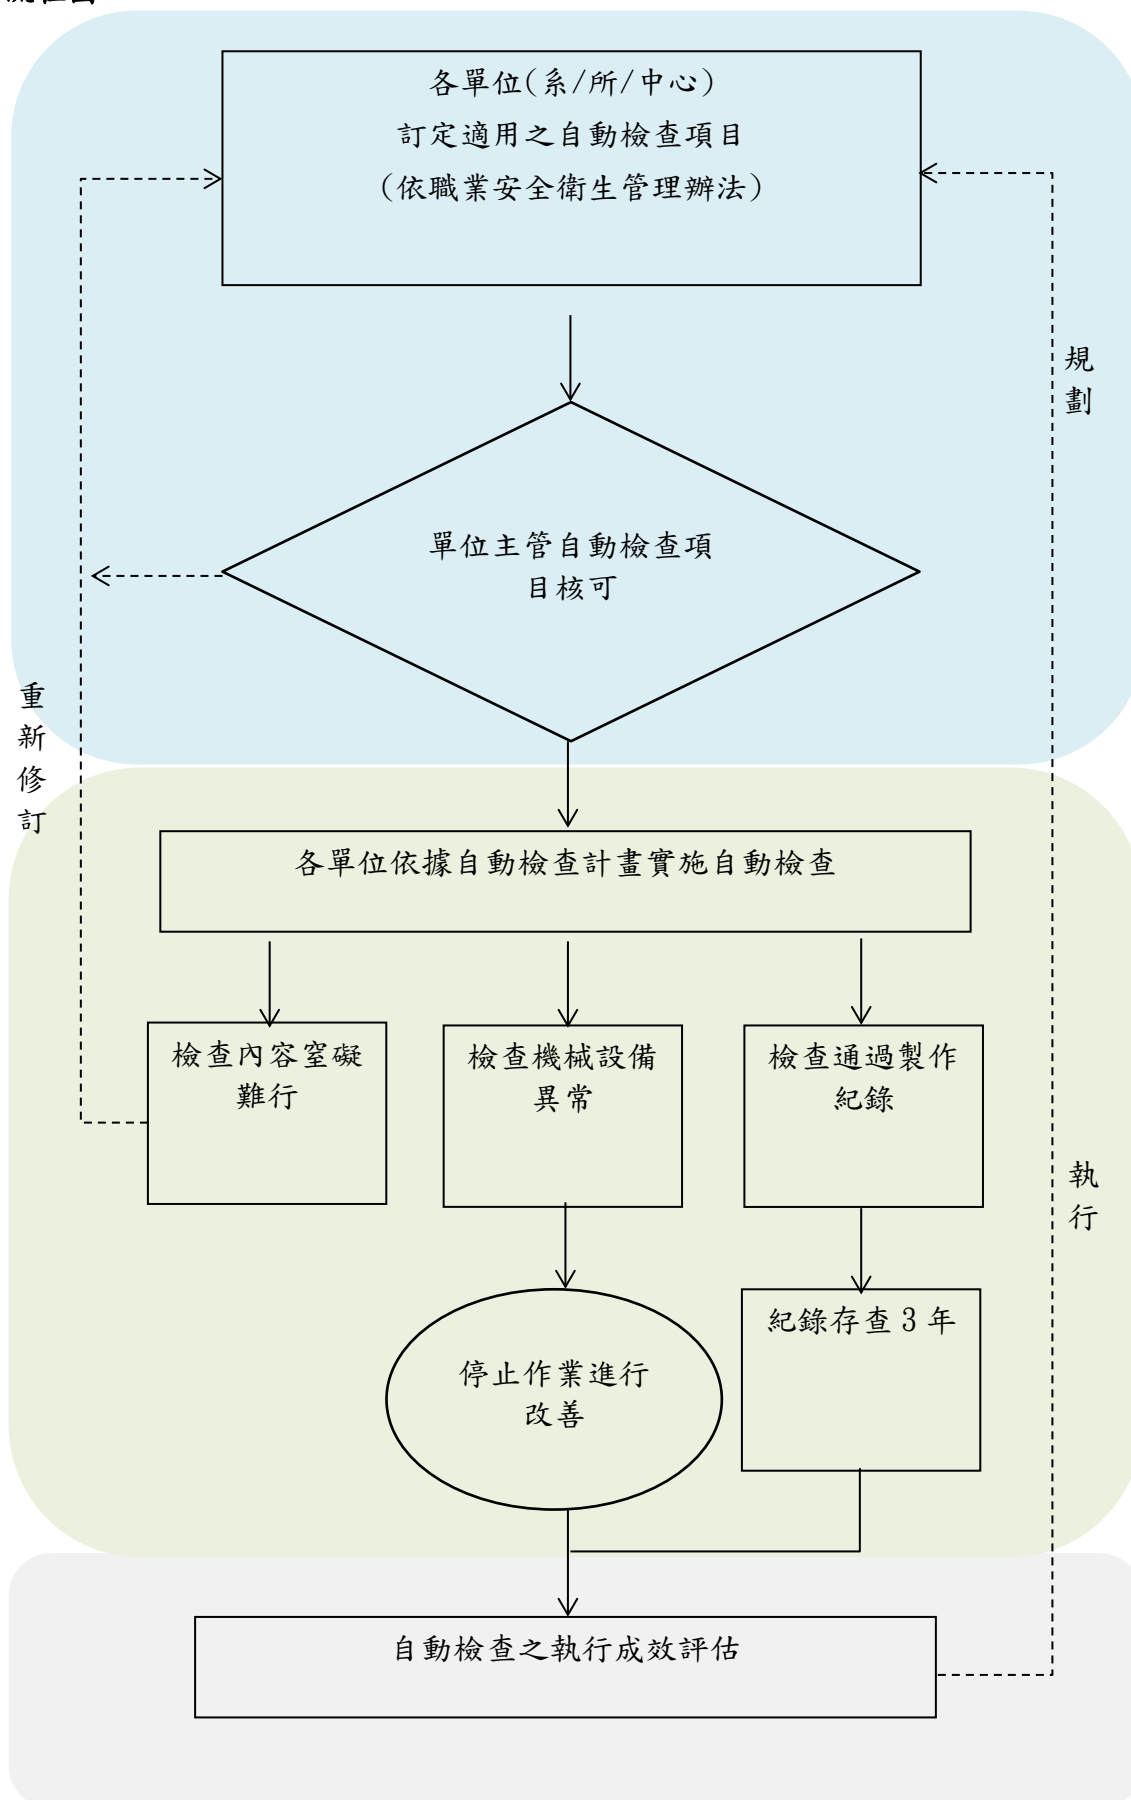 各單位(系/所/中心)
訂定適用之自動檢查項目
(依職業安全衛生管理辦法)
規劃
單位主管自動檢查項
目核可
重新修訂
各單位依據自動檢查計畫實施自動檢查
檢查內容窒礙
難行
檢查機械設備
異常
檢查通過製作
紀錄
執行
停止作業進行
改善
紀錄存查 3 年
自動檢查之執行成效評估